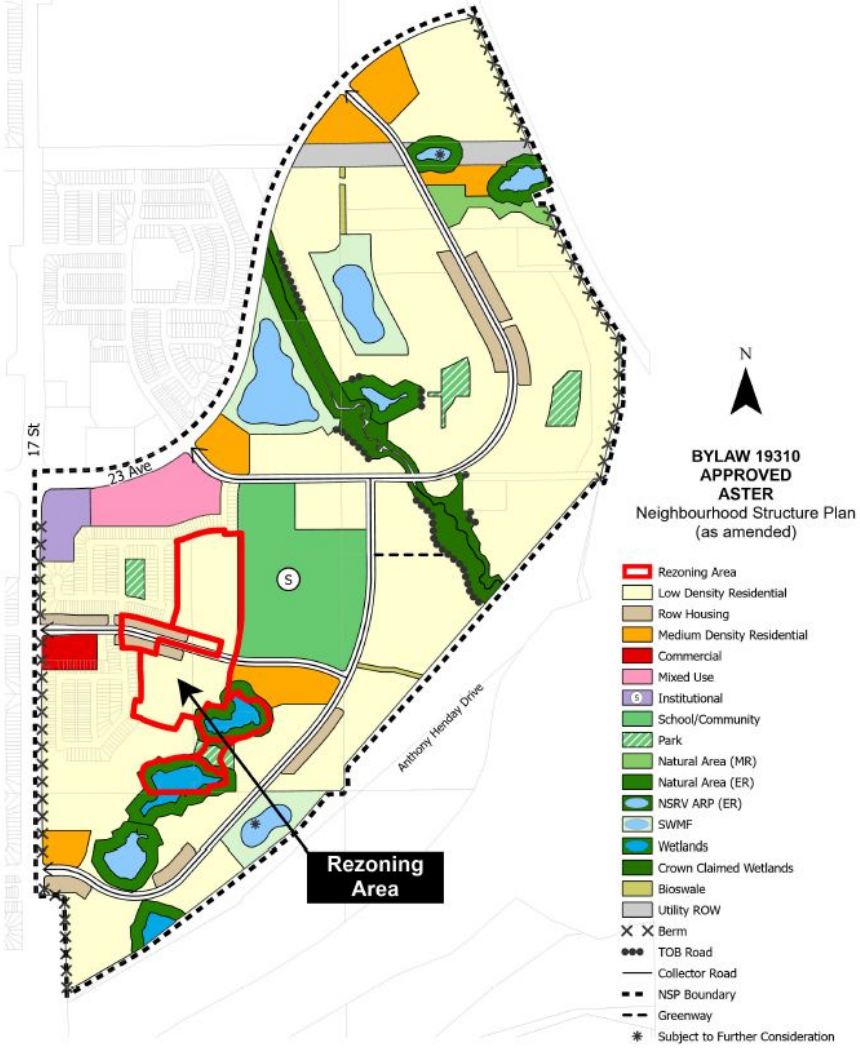 N
BYLAW 19310
APPROVED
ASTER
Neighbourhood Structure Plan
(as amended)
17 St
23 Ave
S
Anthony Henday Drive
Rezoning
Area
Rezoning Area
Low Density Residential
Row Housing
Medium Density Residential
Commercial
Mixed Use
S Institutional
School/Community
Park
Natural Area (MR)
Natural Area (ER)
NSRV ARP (ER)
SWMF
Wetlands
Crown Claimed Wetlands
Bioswale
Utility ROW
Berm
TOB Road
Collector Road
NSP Boundary
Greenway
Subject to Further Consideration